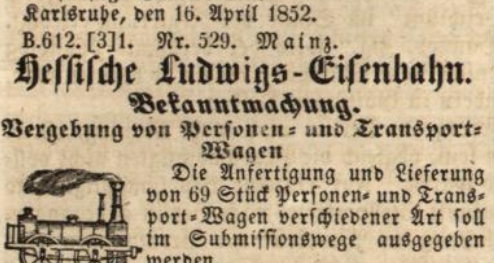 Karlsruhe, den 16. April 1852.
B.612. [3]1. Nr. 529. Mainz.
Hessische Ludwigs-Eisenbahn.
Bekanntmachung.
Vergebung von Personen- und Transport-
Wagen
Die Anfertigung und Lieferung
von 69 Stück Personen- und Trans-
port-Wagen verschiedener Art soll
im Submissionswege ausgegeben
werden